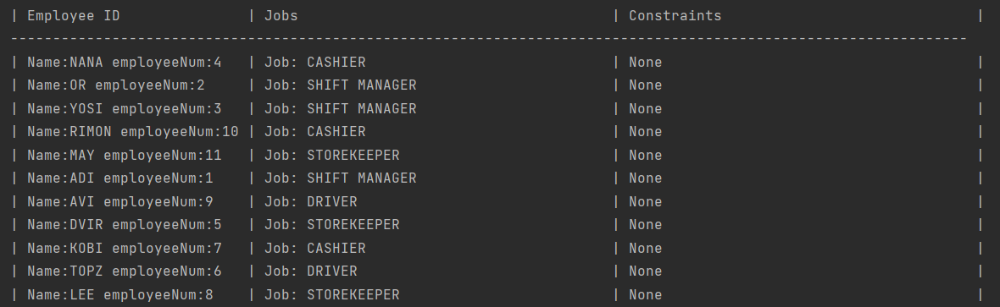 | Employee ID | Jobs | Constraints |
-----------------------------------------------------------------------------------------------------------------
| Name:NANA employeeNum:4 | Job: CASHIER | None |
| Name:OR employeeNum:2 | Job: SHIFT MANAGER | None |
| Name:YOSI employeeNum:3 | Job: SHIFT MANAGER | None |
| Name:RIMON employeeNum:10 | Job: CASHIER | None |
| Name:MAY employeeNum:11 | Job: STOREKEEPER | None |
| Name:ADI employeeNum:1 | Job: SHIFT MANAGER | None |
| Name:AVI employeeNum:9 | Job: DRIVER | None |
| Name:DVIR employeeNum:5 | Job: STOREKEEPER | None |
| Name:KOBI employeeNum:7 | Job: CASHIER | None |
| Name:TOPZ employeeNum:6 | Job: DRIVER | None |
| Name:LEE employeeNum:8 | Job: STOREKEEPER | None |